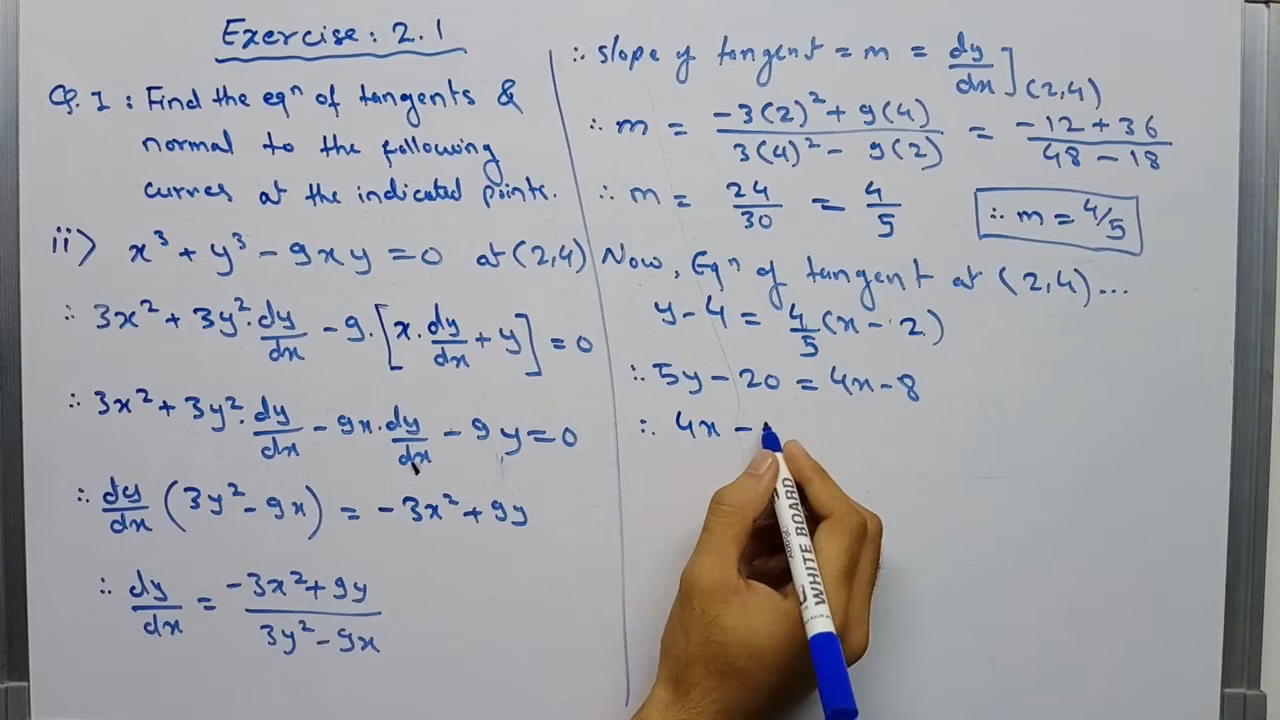 Exercise: 2.1
Q.1: Find the eqⁿ of tangents &
normal to the following
curves at the indicated points.
ii) x³ + y³ - 9xy = 0 at (2,4)
∴ 3x² + 3y²·dy/dx - 9·[x·dy/dx + y] = 0
∴ 3x² + 3y²·dy/dx - 9x·dy/dx - 9y = 0
∴ dy/dx (3y² - 9x) = -3x² + 9y
∴ dy/dx = (-3x² + 9y)/(3y² - 9x)
∴ slope of tangent = m = dy/dx](2,4)
∴ m = (-3(2)² + 9(4))/(3(4)² - 9(2)) = (-12 + 36)/(48 - 18)
∴ m = 24/30 = 4/5
∴ m = 4/5
Now, Eqⁿ of tangent at (2,4)...
y - 4 = 4/5 (x - 2)
∴ 5y - 20 = 4x - 8
∴ 4x -
WHITE BOARD